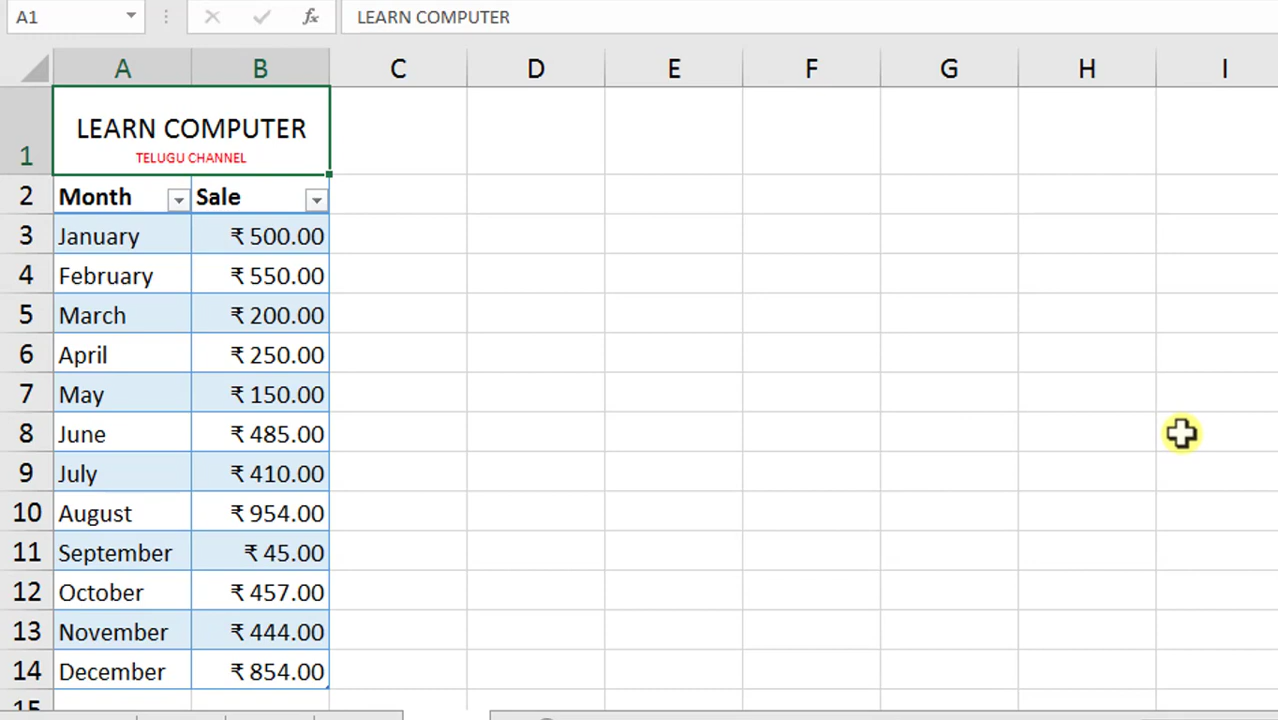 A1 fx LEARN COMPUTER
A B C D E F G H I
1 LEARN COMPUTER
TELUGU CHANNEL
2 Month Sale
3 January ₹ 500.00
4 February ₹ 550.00
5 March ₹ 200.00
6 April ₹ 250.00
7 May ₹ 150.00
8 June ₹ 485.00
9 July ₹ 410.00
10 August ₹ 954.00
11 September ₹ 45.00
12 October ₹ 457.00
13 November ₹ 444.00
14 December ₹ 854.00
15